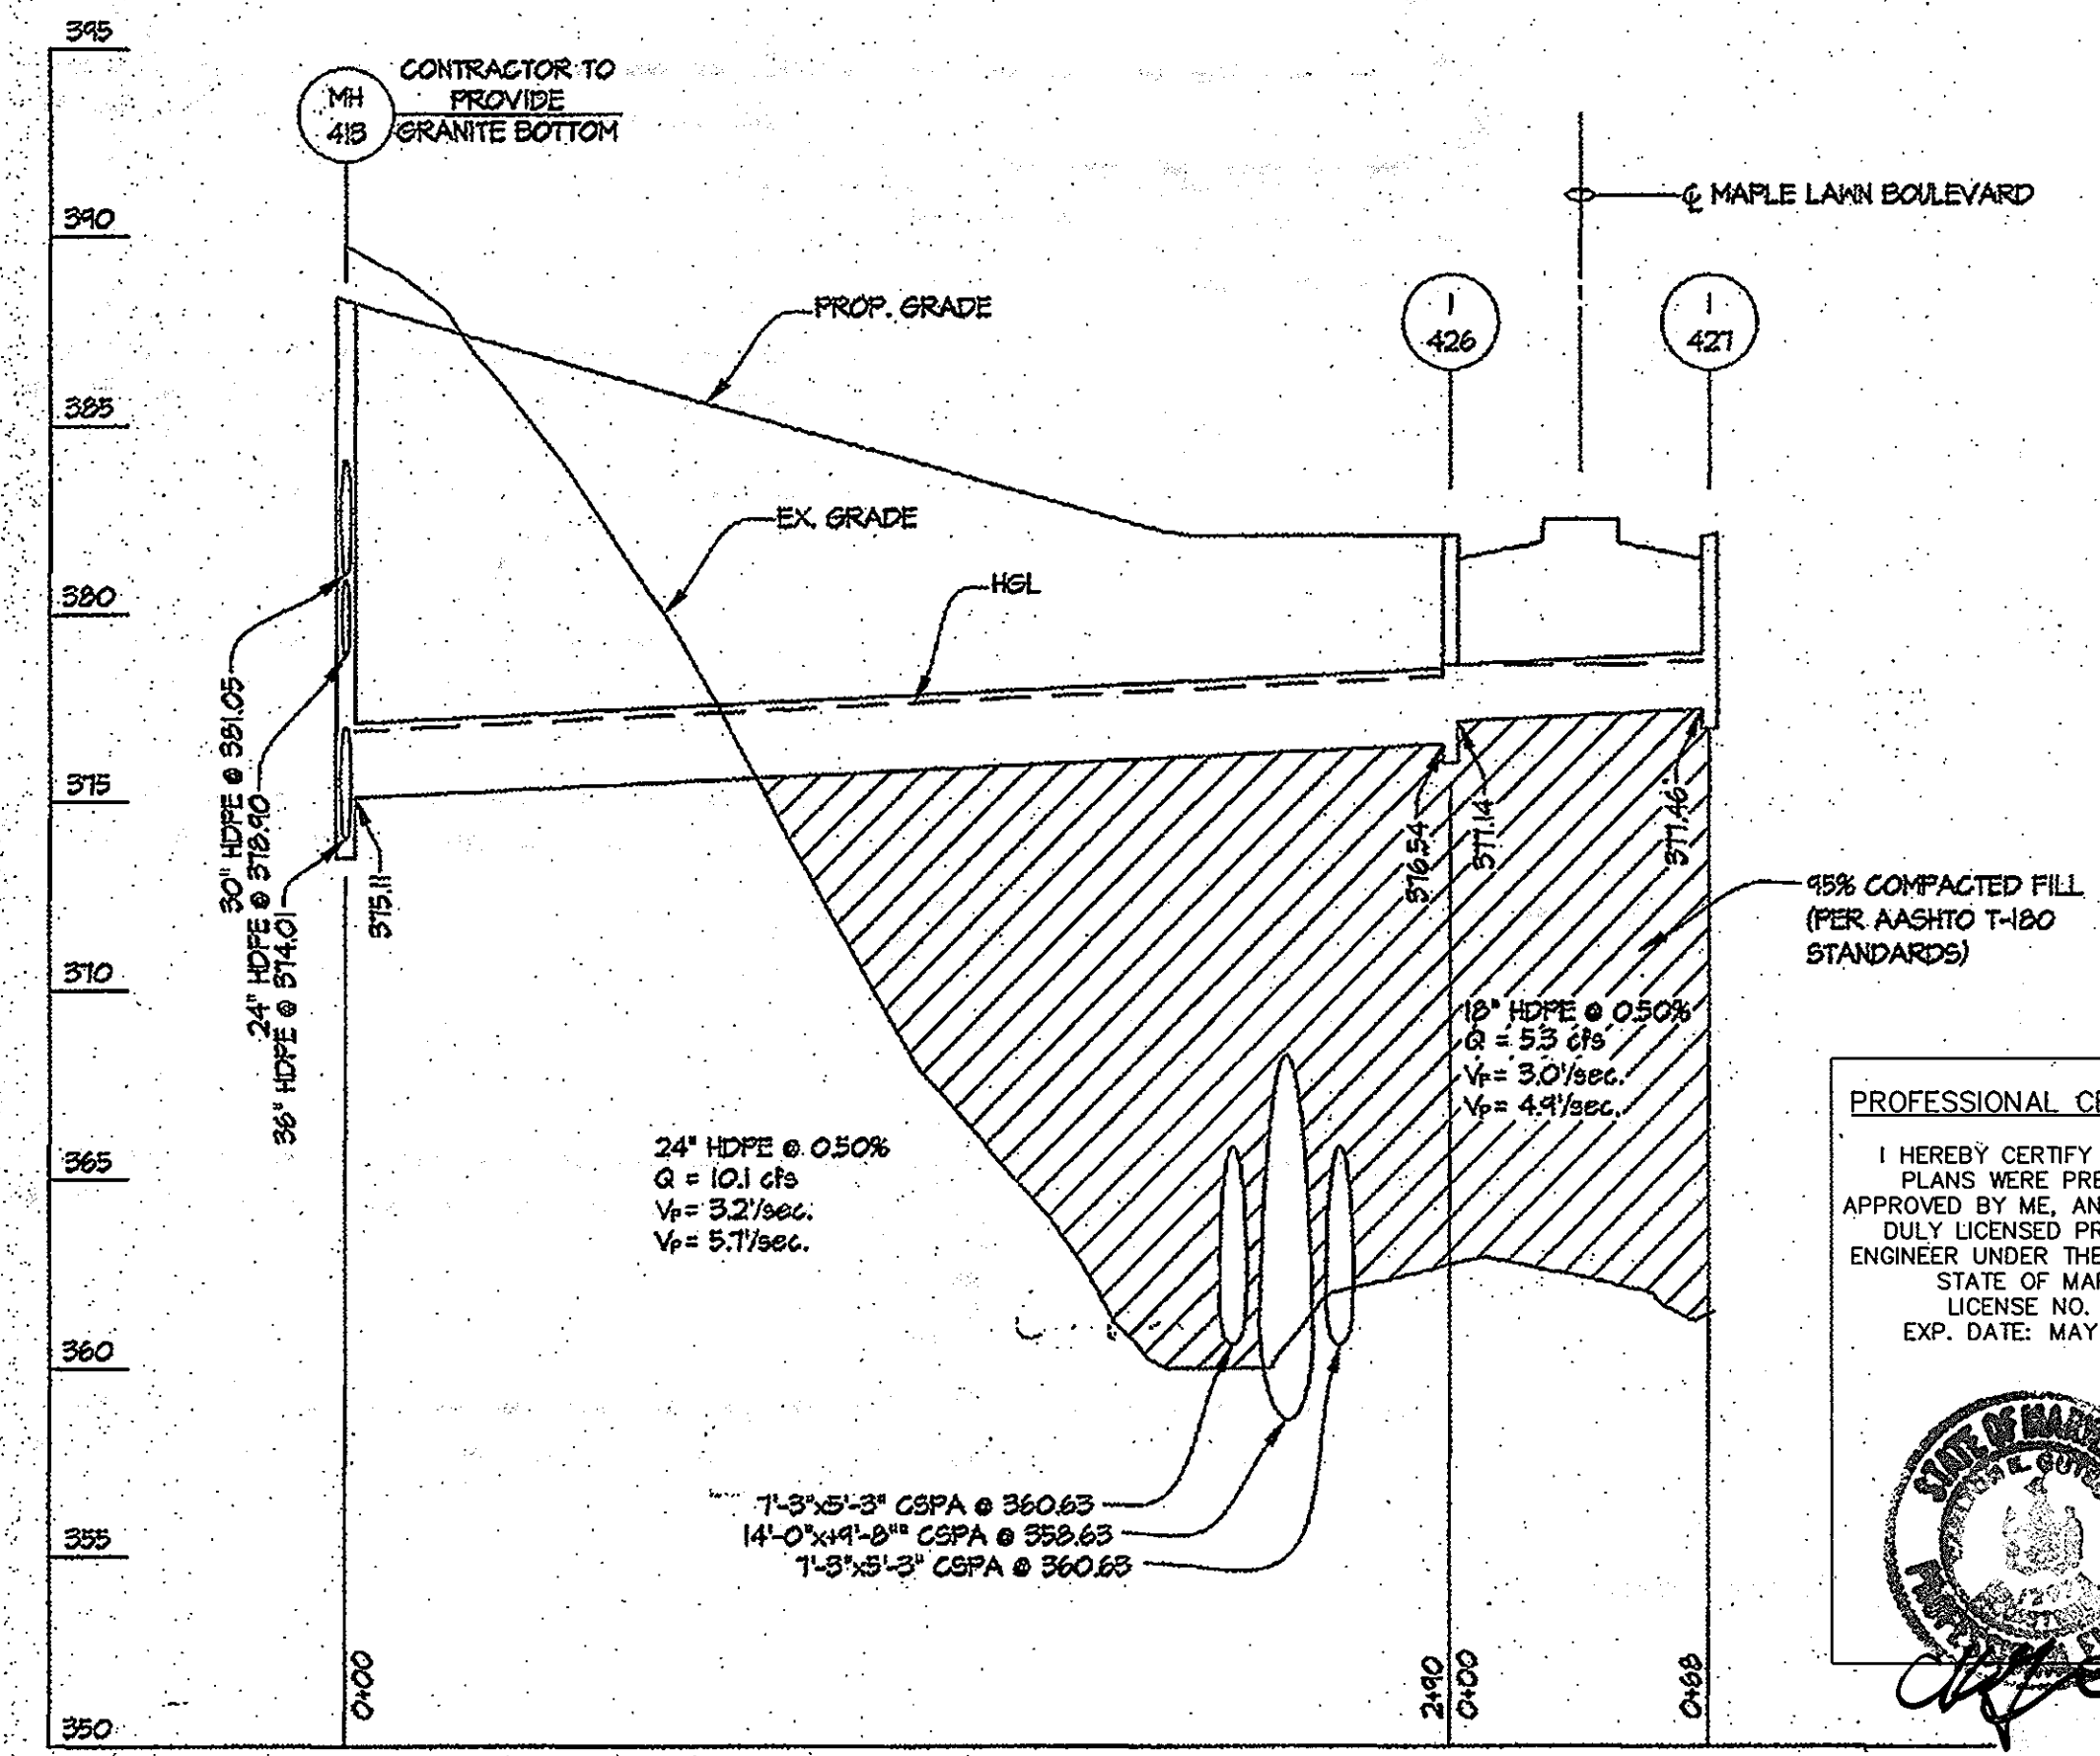 395
390
385
380
375
370
365
360
355
350
MH
413
CONTRACTOR TO
PROVIDE
GRANITE BOTTOM
℄ MAPLE LAWN BOULEVARD
I
426
I
427
PROP. GRADE
EX. GRADE
HGL
30" HDPE @ 381.05
24" HDPE @ 378.90
36" HDPE @ 374.01
375.11
376.54
377.14
377.46
95% COMPACTED FILL
(PER AASHTO T-180
STANDARDS)
18" HDPE @ 0.50%
Q = 5.3 cfs
VF= 3.0'/sec.
VP= 4.9'/sec.
24" HDPE @ 0.50%
Q = 10.1 cfs
VF= 3.2'/sec.
VP= 5.7'/sec.
7'-3"x5'-3" CSPA @ 360.63
14'-0"x9'-8" CSPA @ 358.63
7'-3"x5'-3" CSPA @ 360.63
0+00
2+90
0+00
0+68
PROFESSIONAL
I HEREBY CERTIFY
PLANS WERE
APPROVED BY ME,
DULY LICENSED
ENGINEER UNDER THE
STATE OF
LICENSE NO.
EXP. DATE: MAY
STATE OF